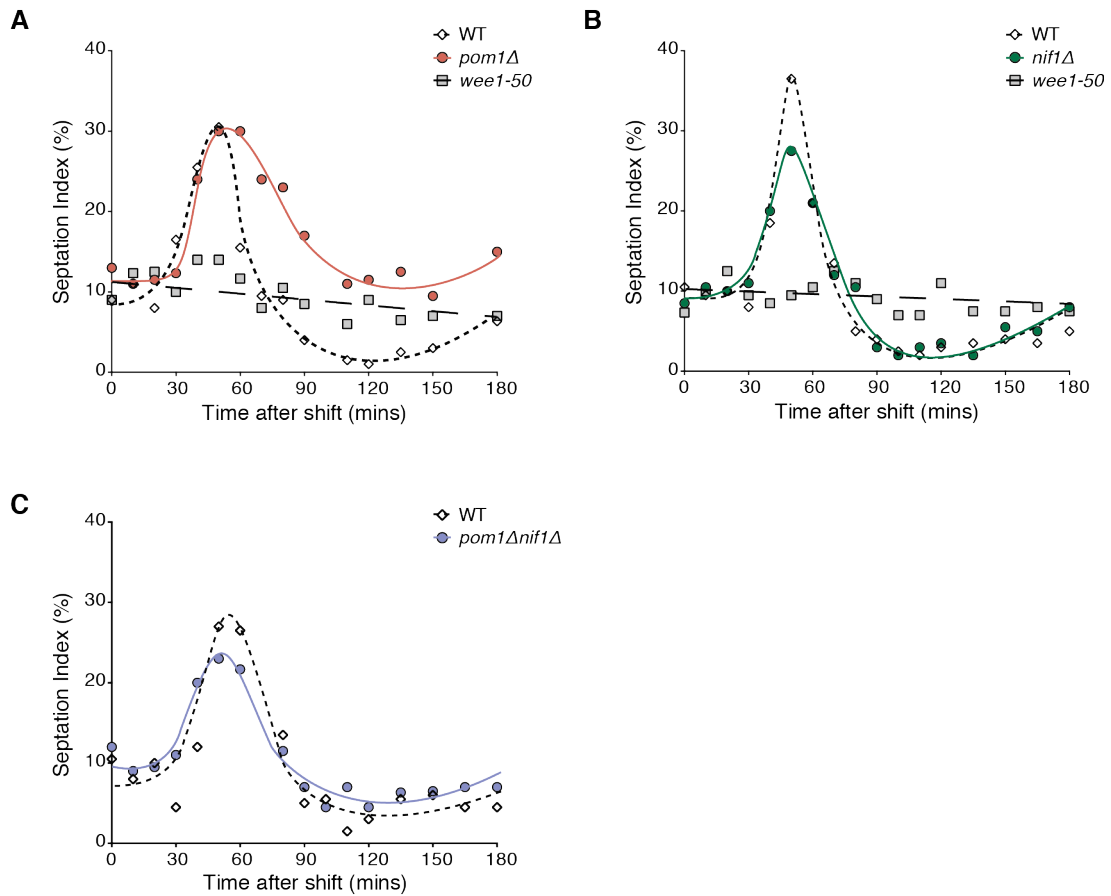 A
WT
pom1Δ
wee1-50
40
30
20
10
0
Septation Index (%)
0 30 60 90 120 150 180
Time after shift (mins)
B
WT
nif1Δ
wee1-50
40
30
20
10
0
Septation Index (%)
0 30 60 90 120 150 180
Time after shift (mins)
C
WT
pom1Δnif1Δ
40
30
20
10
0
Septation Index (%)
0 30 60 90 120 150 180
Time after shift (mins)